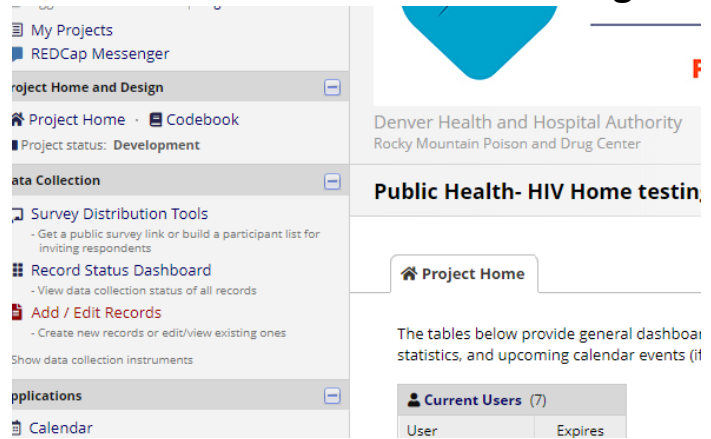 My Projects
REDCap Messenger
roject Home and Design
Project Home · Codebook
Project status: Development
ata Collection
Survey Distribution Tools
- Get a public survey link or build a participant list for
inviting respondents
Record Status Dashboard
- View data collection status of all records
Add / Edit Records
- Create new records or edit/view existing ones
Show data collection instruments
pplications
Calendar
Denver Health and Hospital Authority
Rocky Mountain Poison and Drug Center
Public Health- HIV Home testing
Project Home
The tables below provide general dashboar
statistics, and upcoming calendar events (if
Current Users (7)
User Expires